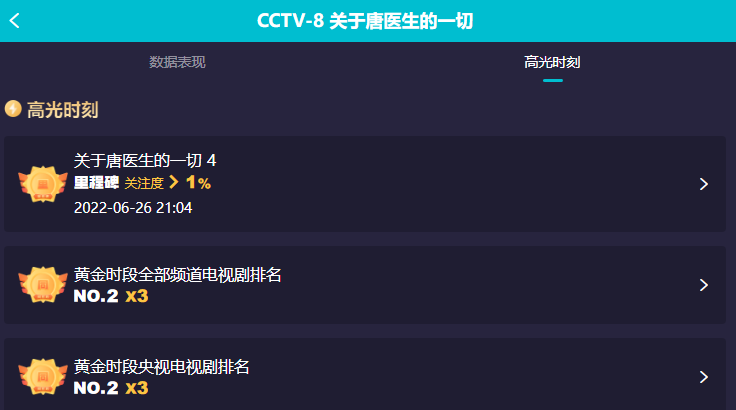 CCTV-8 关于唐医生的一切
数据表现
高光时刻
高光时刻
关于唐医生的一切 4
里程碑 关注度 > 1%
2022-06-26 21:04
黄金时段全部频道电视剧排名
NO.2 x3
黄金时段央视电视剧排名
NO.2 x3